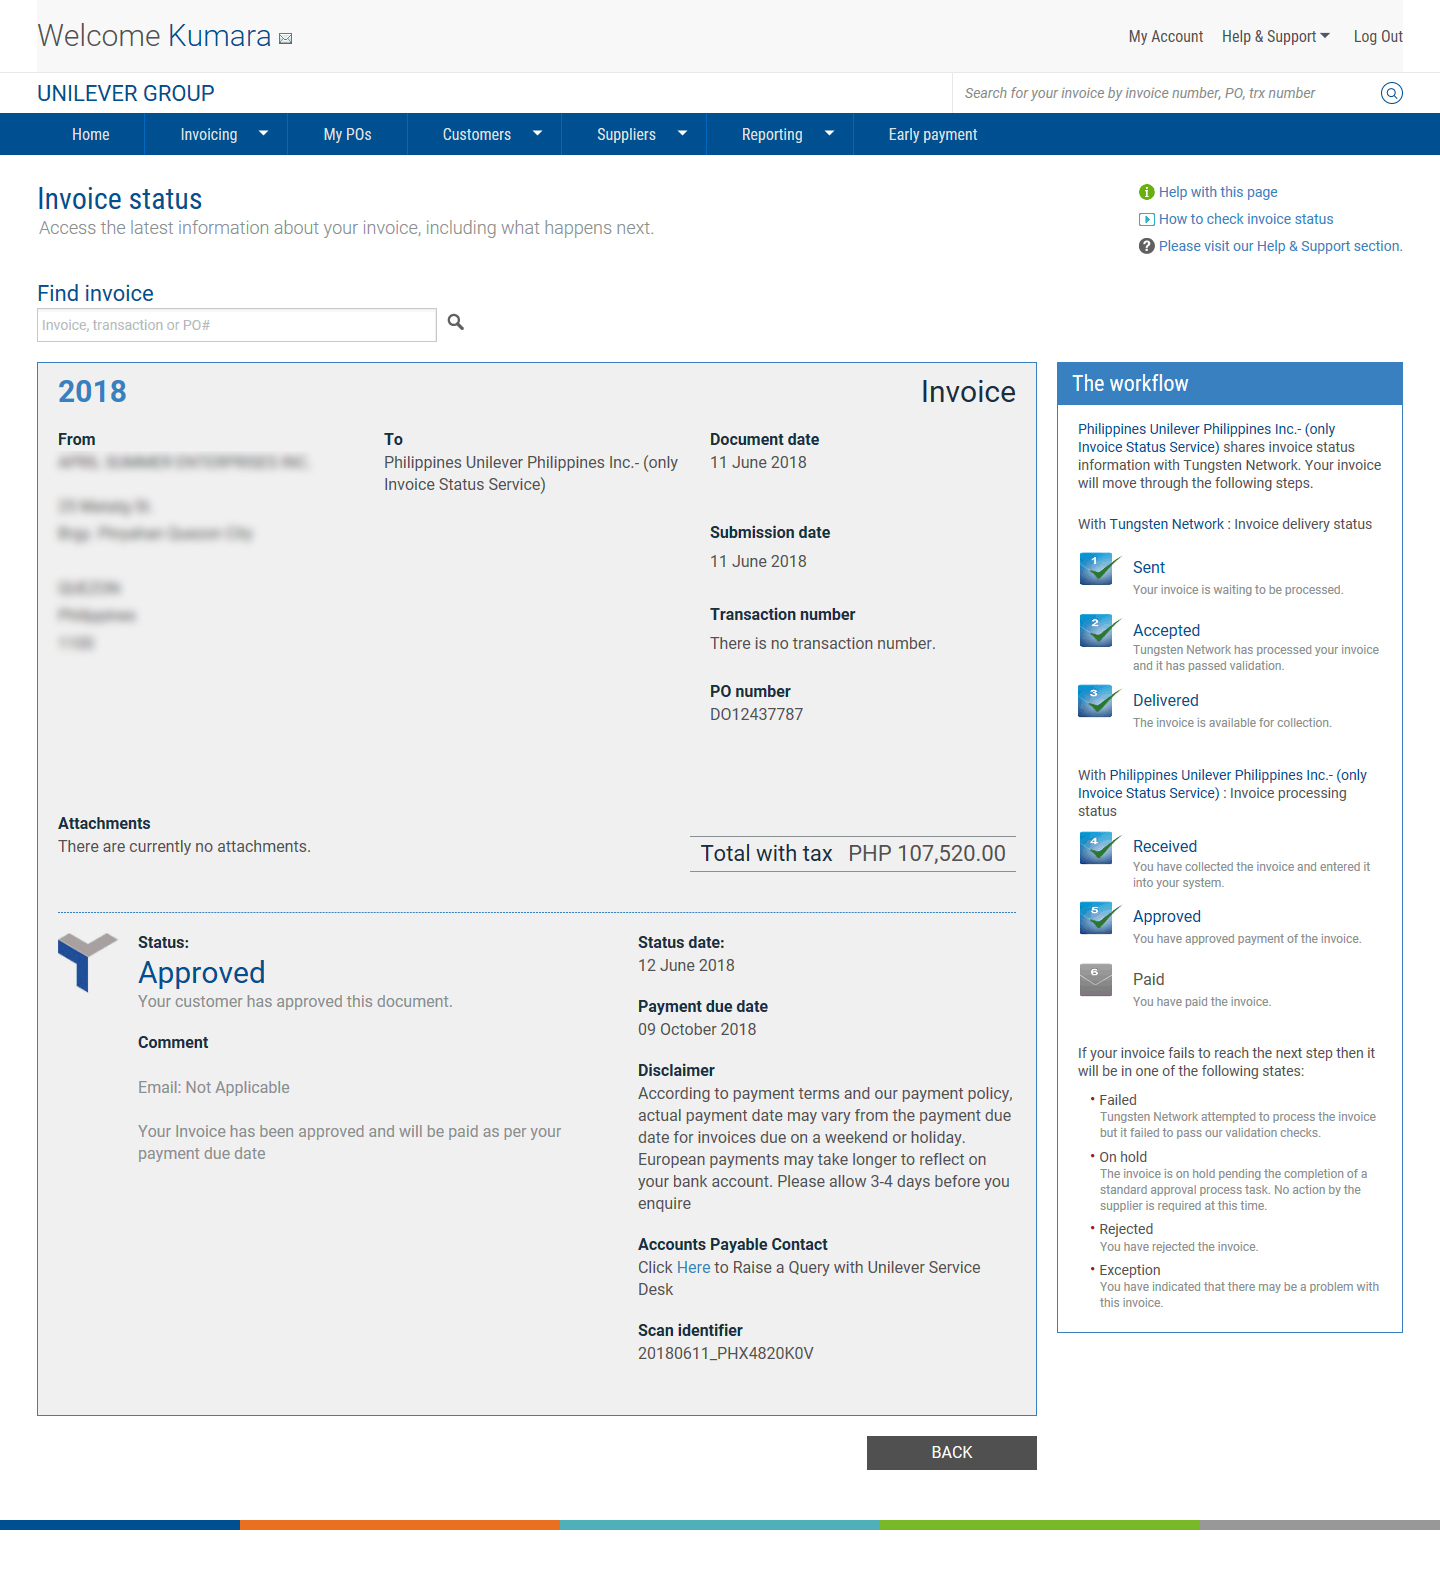 Welcome Kumara
My Account Help & Support Log Out
UNILEVER GROUP
Search for your invoice by invoice number, PO, trx number
Home Invoicing My POs Customers Suppliers Reporting Early payment
Invoice status
Access the latest information about your invoice, including what happens next.
Help with this page
How to check invoice status
Please visit our Help & Support section.
Find invoice
Invoice, transaction or PO#
2018
Invoice
From
To
Philippines Unilever Philippines Inc.- (only
Invoice Status Service)
Document date
11 June 2018
Submission date
11 June 2018
Transaction number
There is no transaction number.
PO number
DO12437787
Attachments
There are currently no attachments.
Total with tax PHP 107,520.00
Status:
Approved
Your customer has approved this document.
Comment
Email: Not Applicable
Your Invoice has been approved and will be paid as per your
payment due date
Status date:
12 June 2018
Payment due date
09 October 2018
Disclaimer
According to payment terms and our payment policy,
actual payment date may vary from the payment due
date for invoices due on a weekend or holiday.
European payments may take longer to reflect on
your bank account. Please allow 3-4 days before you
enquire
Accounts Payable Contact
Click Here to Raise a Query with Unilever Service
Desk
Scan identifier
20180611_PHX4820K0V
BACK
The workflow
Philippines Unilever Philippines Inc.- (only
Invoice Status Service) shares invoice status
information with Tungsten Network. Your invoice
will move through the following steps.
With Tungsten Network : Invoice delivery status
1
Sent
Your invoice is waiting to be processed.
2
Accepted
Tungsten Network has processed your invoice
and it has passed validation.
3
Delivered
The invoice is available for collection.
With Philippines Unilever Philippines Inc.- (only
Invoice Status Service) : Invoice processing
status
4
Received
You have collected the invoice and entered it
into your system.
5
Approved
You have approved payment of the invoice.
6
Paid
You have paid the invoice.
If your invoice fails to reach the next step then it
will be in one of the following states:
• Failed
Tungsten Network attempted to process the invoice
but it failed to pass our validation checks.
• On hold
The invoice is on hold pending the completion of a
standard approval process task. No action by the
supplier is required at this time.
• Rejected
You have rejected the invoice.
• Exception
You have indicated that there may be a problem with
this invoice.